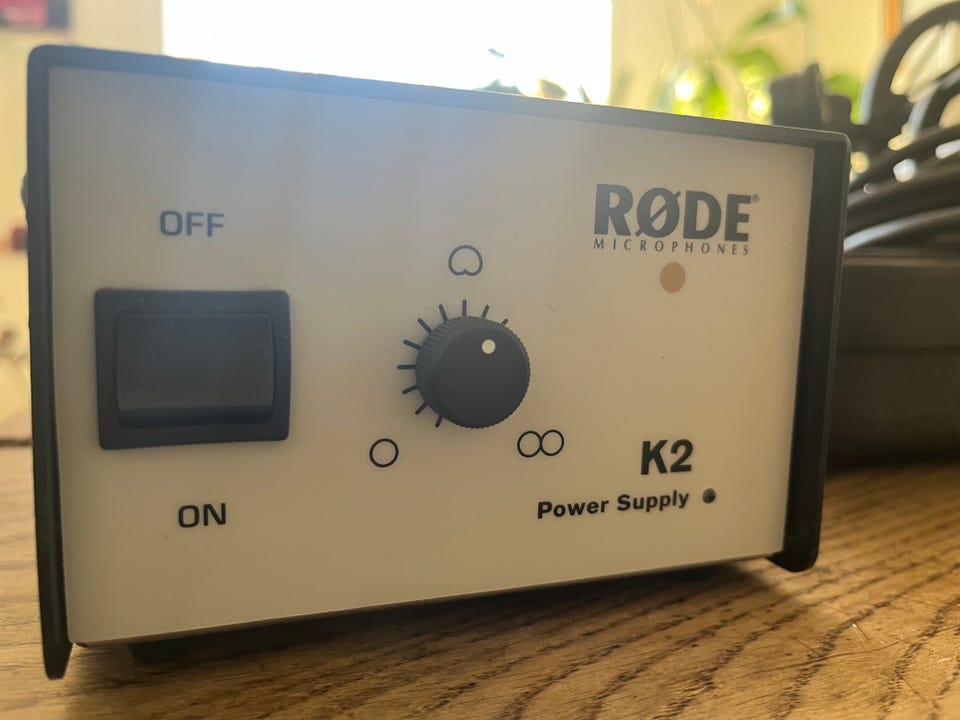 OFF
RØDE®
MICROPHONES
K2
Power Supply
ON